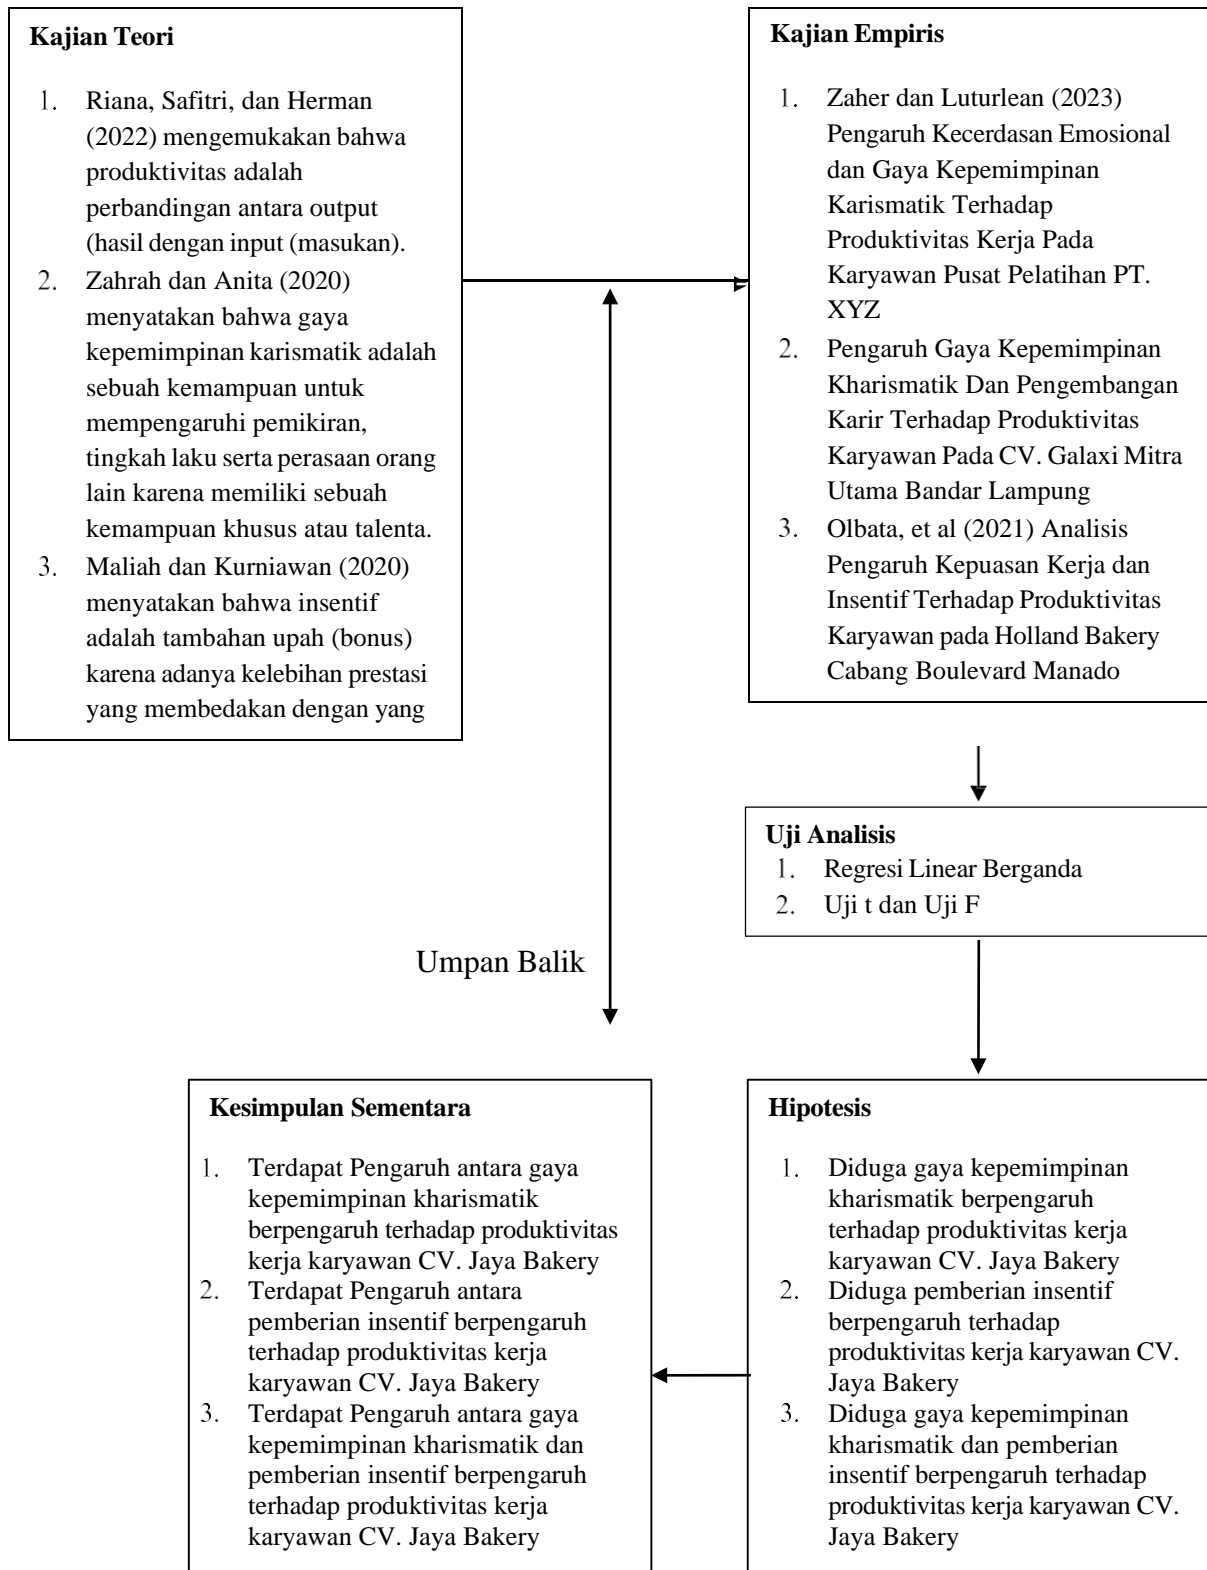 Kajian Teori
1. Riana, Safitri, dan Herman
(2022) mengemukakan bahwa
produktivitas adalah
perbandingan antara output
(hasil dengan input (masukan).
2. Zahrah dan Anita (2020)
menyatakan bahwa gaya
kepemimpinan karismatik adalah
sebuah kemampuan untuk
mempengaruhi pemikiran,
tingkah laku serta perasaan orang
lain karena memiliki sebuah
kemampuan khusus atau talenta.
3. Maliah dan Kurniawan (2020)
menyatakan bahwa insentif
adalah tambahan upah (bonus)
karena adanya kelebihan prestasi
yang membedakan dengan yang
Kajian Empiris
1. Zaher dan Luturlean (2023)
Pengaruh Kecerdasan Emosional
dan Gaya Kepemimpinan
Karismatik Terhadap
Produktivitas Kerja Pada
Karyawan Pusat Pelatihan PT.
XYZ
2. Pengaruh Gaya Kepemimpinan
Kharismatik Dan Pengembangan
Karir Terhadap Produktivitas
Karyawan Pada CV. Galaxi Mitra
Utama Bandar Lampung
3. Olbata, et al (2021) Analisis
Pengaruh Kepuasan Kerja dan
Insentif Terhadap Produktivitas
Karyawan pada Holland Bakery
Cabang Boulevard Manado
Uji Analisis
1. Regresi Linear Berganda
2. Uji t dan Uji F
Umpan Balik
Kesimpulan Sementara
1. Terdapat Pengaruh antara gaya
kepemimpinan kharismatik
berpengaruh terhadap produktivitas
kerja karyawan CV. Jaya Bakery
2. Terdapat Pengaruh antara
pemberian insentif berpengaruh
terhadap produktivitas kerja
karyawan CV. Jaya Bakery
3. Terdapat Pengaruh antara gaya
kepemimpinan kharismatik dan
pemberian insentif berpengaruh
terhadap produktivitas kerja
karyawan CV. Jaya Bakery
Hipotesis
1. Diduga gaya kepemimpinan
kharismatik berpengaruh
terhadap produktivitas kerja
karyawan CV. Jaya Bakery
2. Diduga pemberian insentif
berpengaruh terhadap
produktivitas kerja karyawan CV.
Jaya Bakery
3. Diduga gaya kepemimpinan
kharismatik dan pemberian
insentif berpengaruh terhadap
produktivitas kerja karyawan CV.
Jaya Bakery